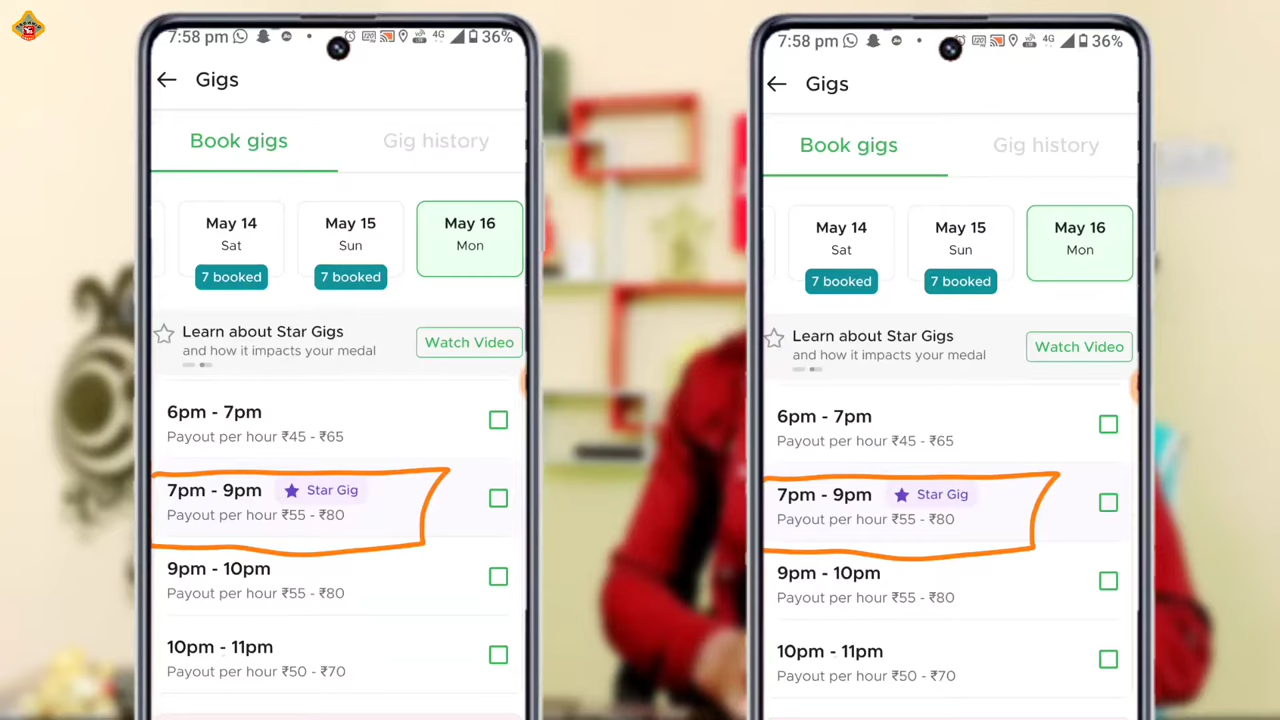 7:58 pm 4G 36%
Gigs
Book gigs Gig history
May 14 May 15 May 16
Sat Sun Mon
7 booked 7 booked
Learn about Star Gigs
and how it impacts your medal
Watch Video
6pm - 7pm
Payout per hour ₹45 - ₹65
7pm - 9pm Star Gig
Payout per hour ₹55 - ₹80
9pm - 10pm
Payout per hour ₹55 - ₹80
10pm - 11pm
Payout per hour ₹50 - ₹70
7:58 pm 4G 36%
Gigs
Book gigs Gig history
May 14 May 15 May 16
Sat Sun Mon
7 booked 7 booked
Learn about Star Gigs
and how it impacts your medal
Watch Video
6pm - 7pm
Payout per hour ₹45 - ₹65
7pm - 9pm Star Gig
Payout per hour ₹55 - ₹80
9pm - 10pm
Payout per hour ₹55 - ₹80
10pm - 11pm
Payout per hour ₹50 - ₹70